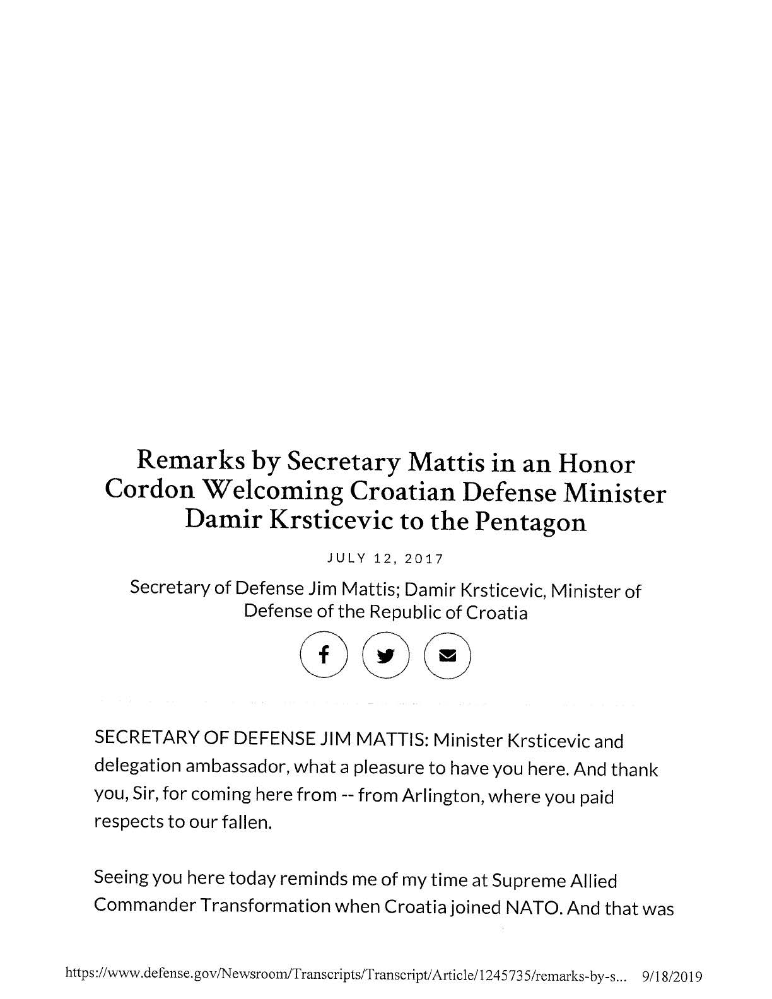 Remarks by Secretary Mattis in an Honor
Cordon Welcoming Croatian Defense Minister
Damir Krsticevic to the Pentagon
JULY 12, 2017
Secretary of Defense Jim Mattis; Damir Krsticevic, Minister of
Defense of the Republic of Croatia
SECRETARY OF DEFENSE JIM MATTIS: Minister Krsticevic and
delegation ambassador, what a pleasure to have you here. And thank
you, Sir, for coming here from -- from Arlington, where you paid
respects to our fallen.
Seeing you here today reminds me of my time at Supreme Allied
Commander Transformation when Croatia joined NATO. And that was
https://www.defense.gov/Newsroom/Transcripts/Transcript/Article/1245735/remarks-by-s... 9/18/2019